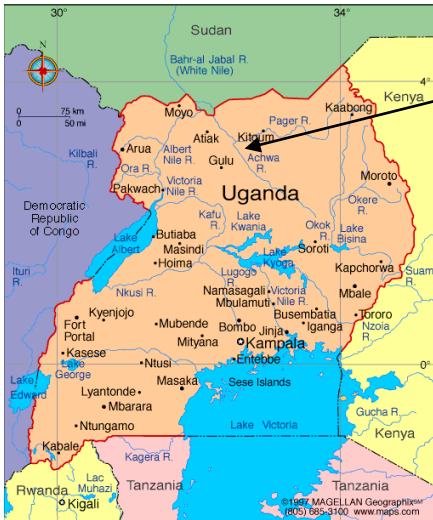 30°
34°
Sudan
Bahr-al Jabal R.
(White Nile)
4°
Kenya
0 75 km
0 50 mi
Moyo
Kaabong
Pager R.
Atiak
Kitgum
Kilbali
R.
Arua
Albert
Nile R.
Ora R.
Gulu
Achwa
R.
Moroto
Pakwach
Victoria
Nile R.
Uganda
Okere
R.
Democratic
Republic
of Congo
Kafu
R.
Lake
Kwania
Okok
R.
Lake
Bisina
Butiaba
Lake
Albert
Masindi
Soroti
Hoima
Lake
Kyoga
Kapchorwa
Ituri
R.
Lugogo
R.
Suam
R.
Nkusi R.
Namasagali
Mbulamuti
Victoria
Nile R.
Mbale
Busembatia
Tororo
Kyenjojo
Fort
Portal
Mubende
Bombo
Jinja
Iganga
Nzoia
R.
Mityana
Kampala
Kasese
Entebbe
0°
0°
Lake
George
Ntusi
Sese Islands
Lake
Edward
Masaka
Lyantonde
Mbarara
Gucha R.
Ntungamo
Lake Victoria
Kenya
Kabale
Kagera R.
Lac
Muhazi
Rwanda
Kigali
Tanzania
Tanzania
©1997 MAGELLAN Geographix℠
(805) 685-3100 www.maps.com